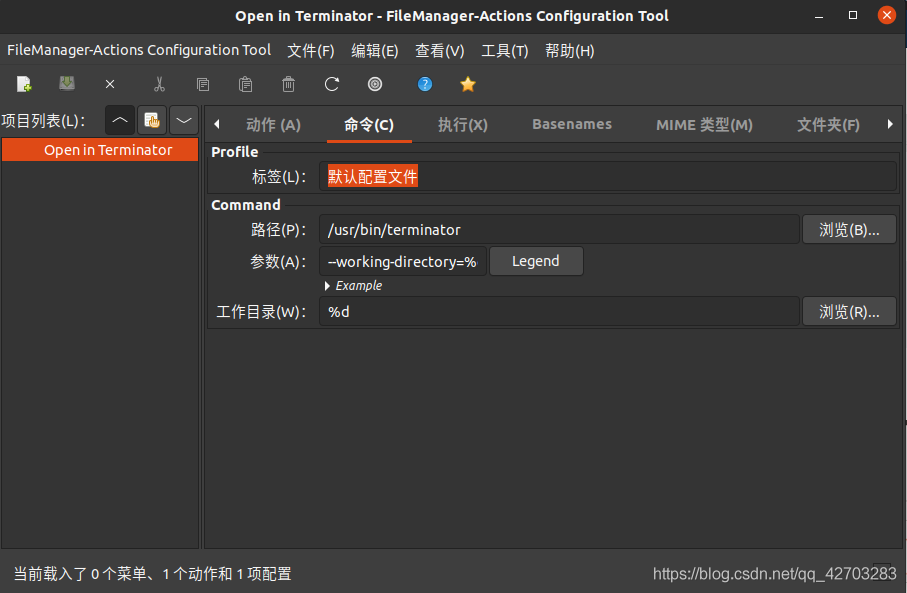 Open in Terminator - FileManager-Actions Configuration Tool
FileManager-Actions Configuration Tool 文件(F) 编辑(E) 查看(V) 工具(T) 帮助(H)
项目列表(L)：
Open in Terminator
动作 (A) 命令(C) 执行(X) Basenames MIME 类型(M) 文件夹(F)
Profile
标签(L)： 默认配置文件
Command
路径(P)： /usr/bin/terminator 浏览(B)...
参数(A)： --working-directory=% Legend
Example
工作目录(W)： %d 浏览(R)...
当前载入了 0 个菜单、1 个动作和 1 项配置
https://blog.csdn.net/qq_42703283